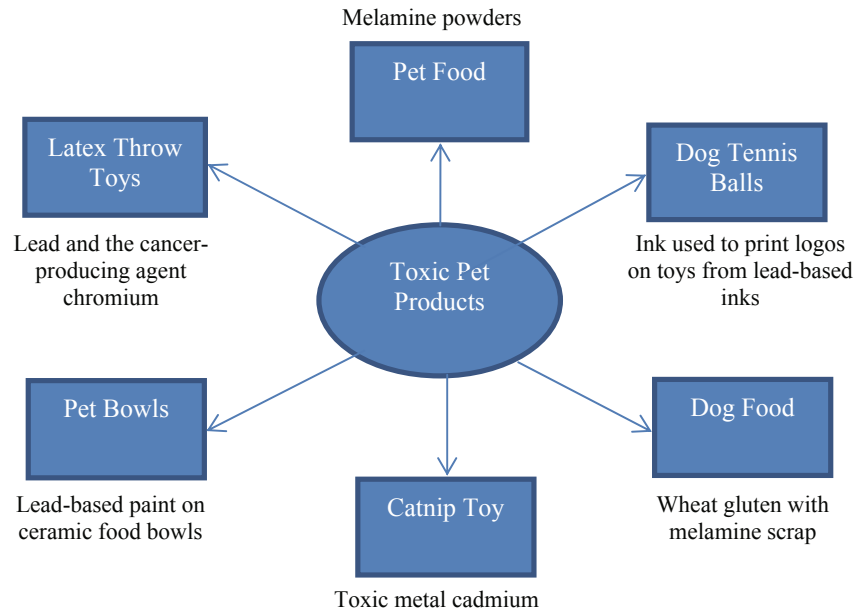 Melamine powders
Pet Food
Latex Throw
Toys
Dog Tennis
Balls
Lead and the cancer-
producing agent
chromium
Toxic Pet
Products
Ink used to print logos
on toys from lead-based
inks
Pet Bowls
Dog Food
Lead-based paint on
ceramic food bowls
Catnip Toy
Wheat gluten with
melamine scrap
Toxic metal cadmium